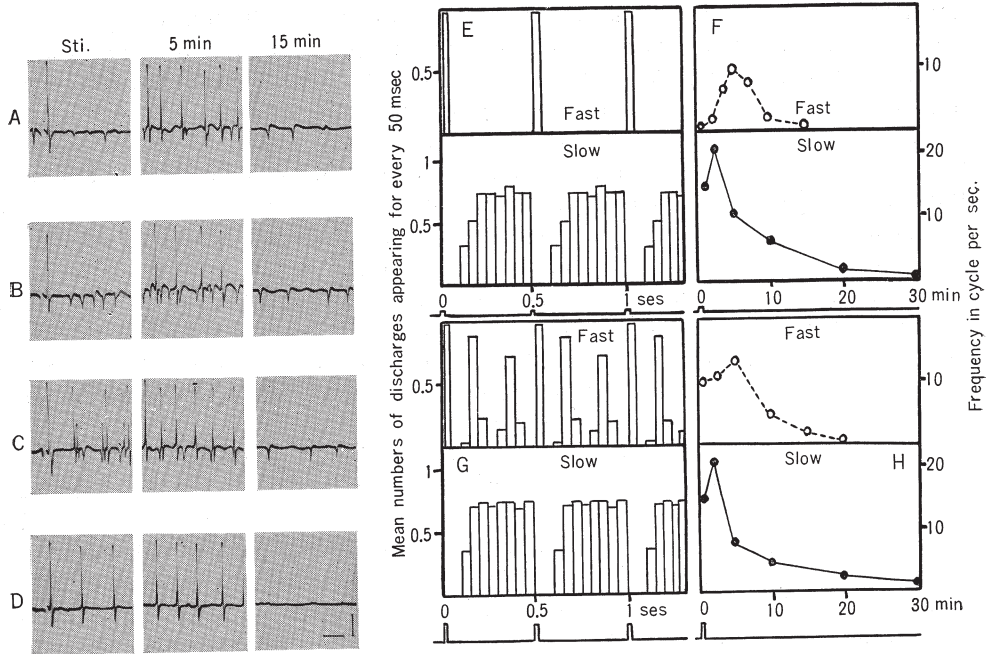 Sti. 5 min 15 min
A
B
C
D
Mean numbers of discharges appearing for every 50 msec
E
0.5
Fast
Slow
1
0.5
0 0.5 1 ses
F
10
Fast
Slow
20
10
0 10 20 30 min
Fast
0.5
G Slow
1
0.5
0 0.5 1 ses
Fast
10
Slow H
20
10
0 10 20 30 min
Frequency in cycle per sec.